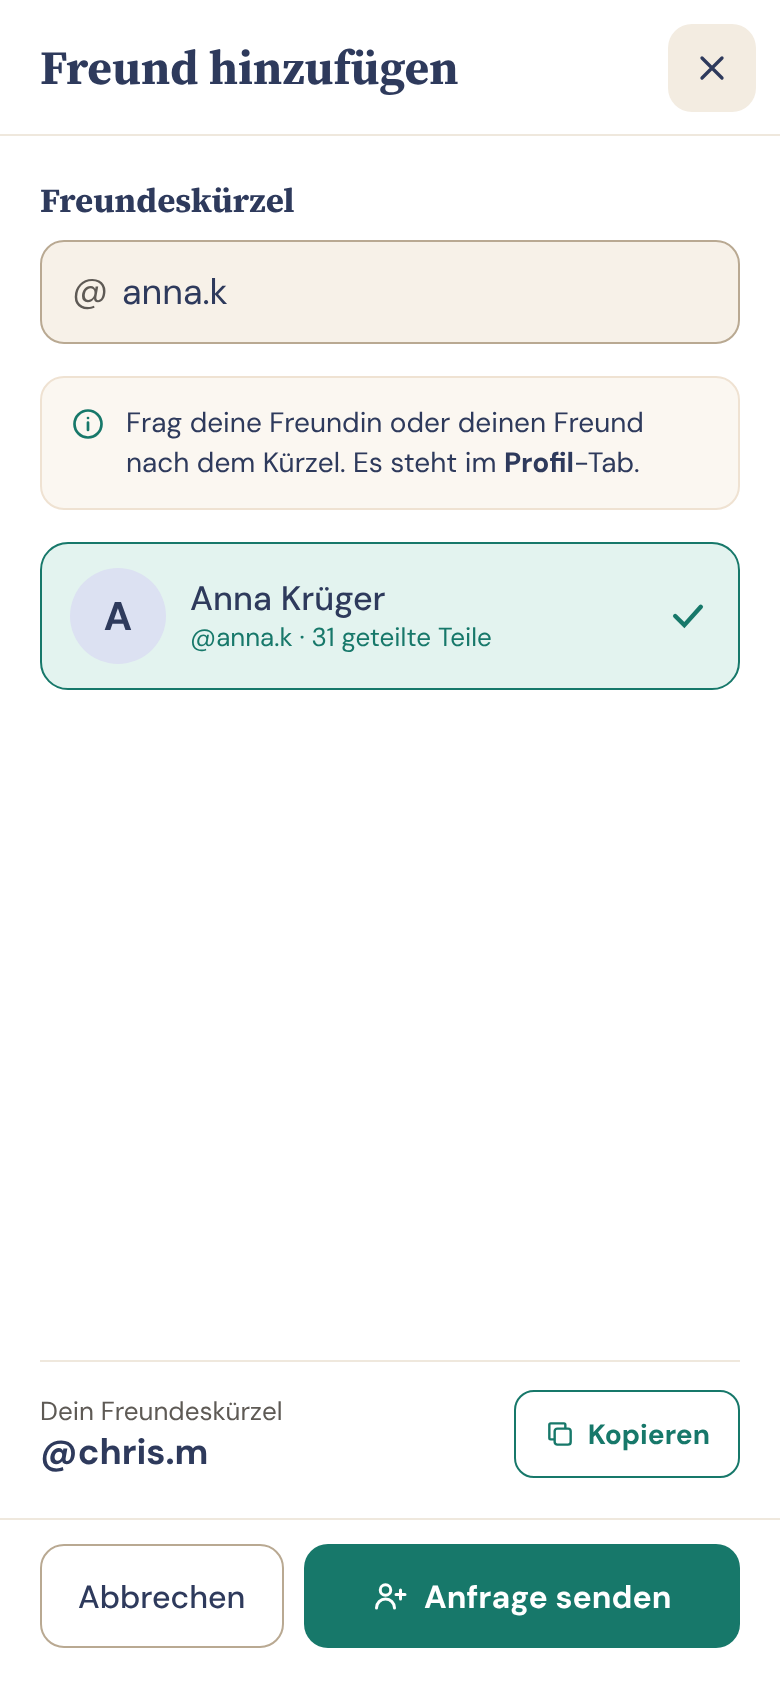 Freund hinzufügen
Freundeskürzel
@ anna.k
Frag deine Freundin oder deinen Freund
nach dem Kürzel. Es steht im Profil-Tab.
A
Anna Krüger
@anna.k · 31 geteilte Teile
Dein Freundeskürzel
@chris.m
Kopieren
Abbrechen
Anfrage senden